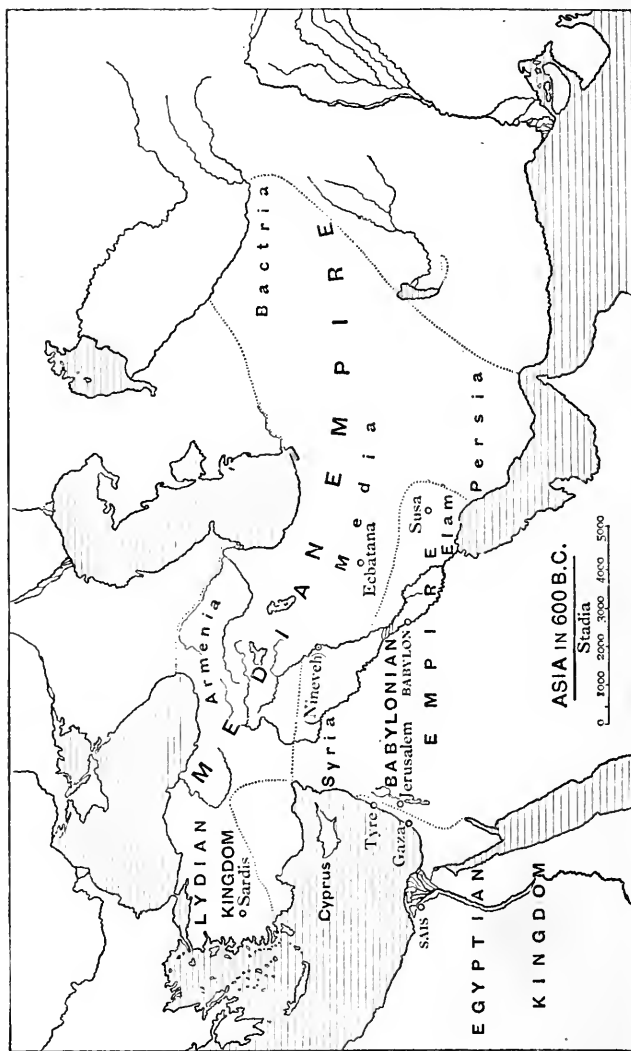 LYDIAN
KINGDOM
Sardis
MEDIAN EMPIRE
Armenia
Media
Ecbatana
Bactria
(Nineveh)
Syria
Cyprus
BABYLONIAN
EMPIRE
BABYLON
Susa
Elam
Persia
Tyre
Jerusalem
Gaza
SAIS
EGYPTIAN
KINGDOM
ASIA IN 600 B.C.
Stadia
0 1000 2000 3000 4000 5000